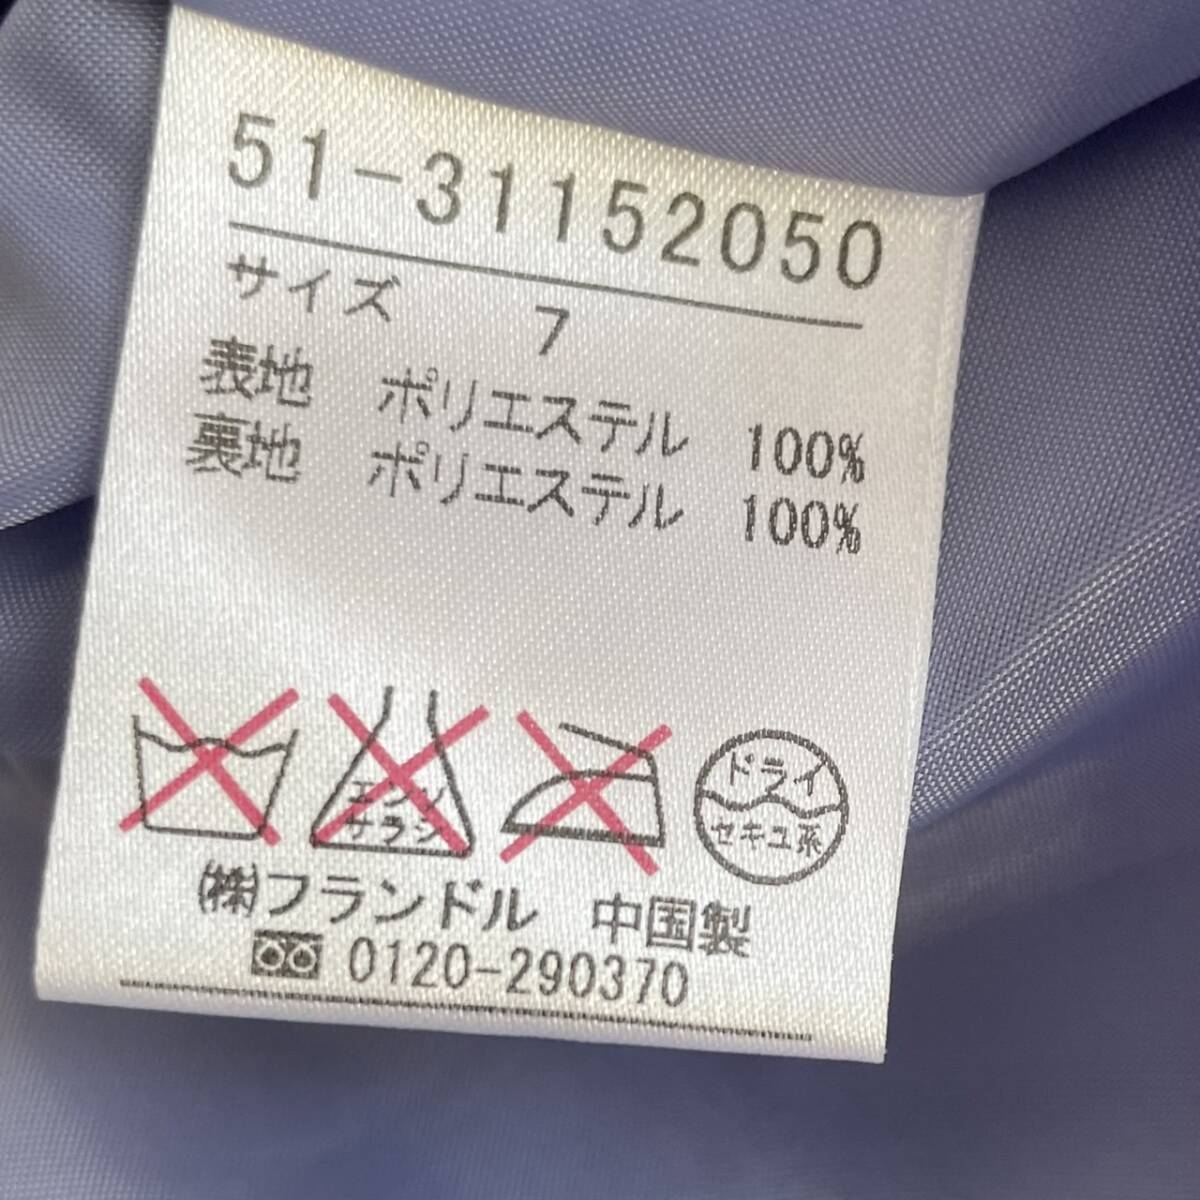 51-31152050
サイズ 7
表地 ポリエステル 100%
裏地 ポリエステル 100%
エンソ
サラシ
ドライ
セキユ系
㈱フランドル 中国製
0120-290370